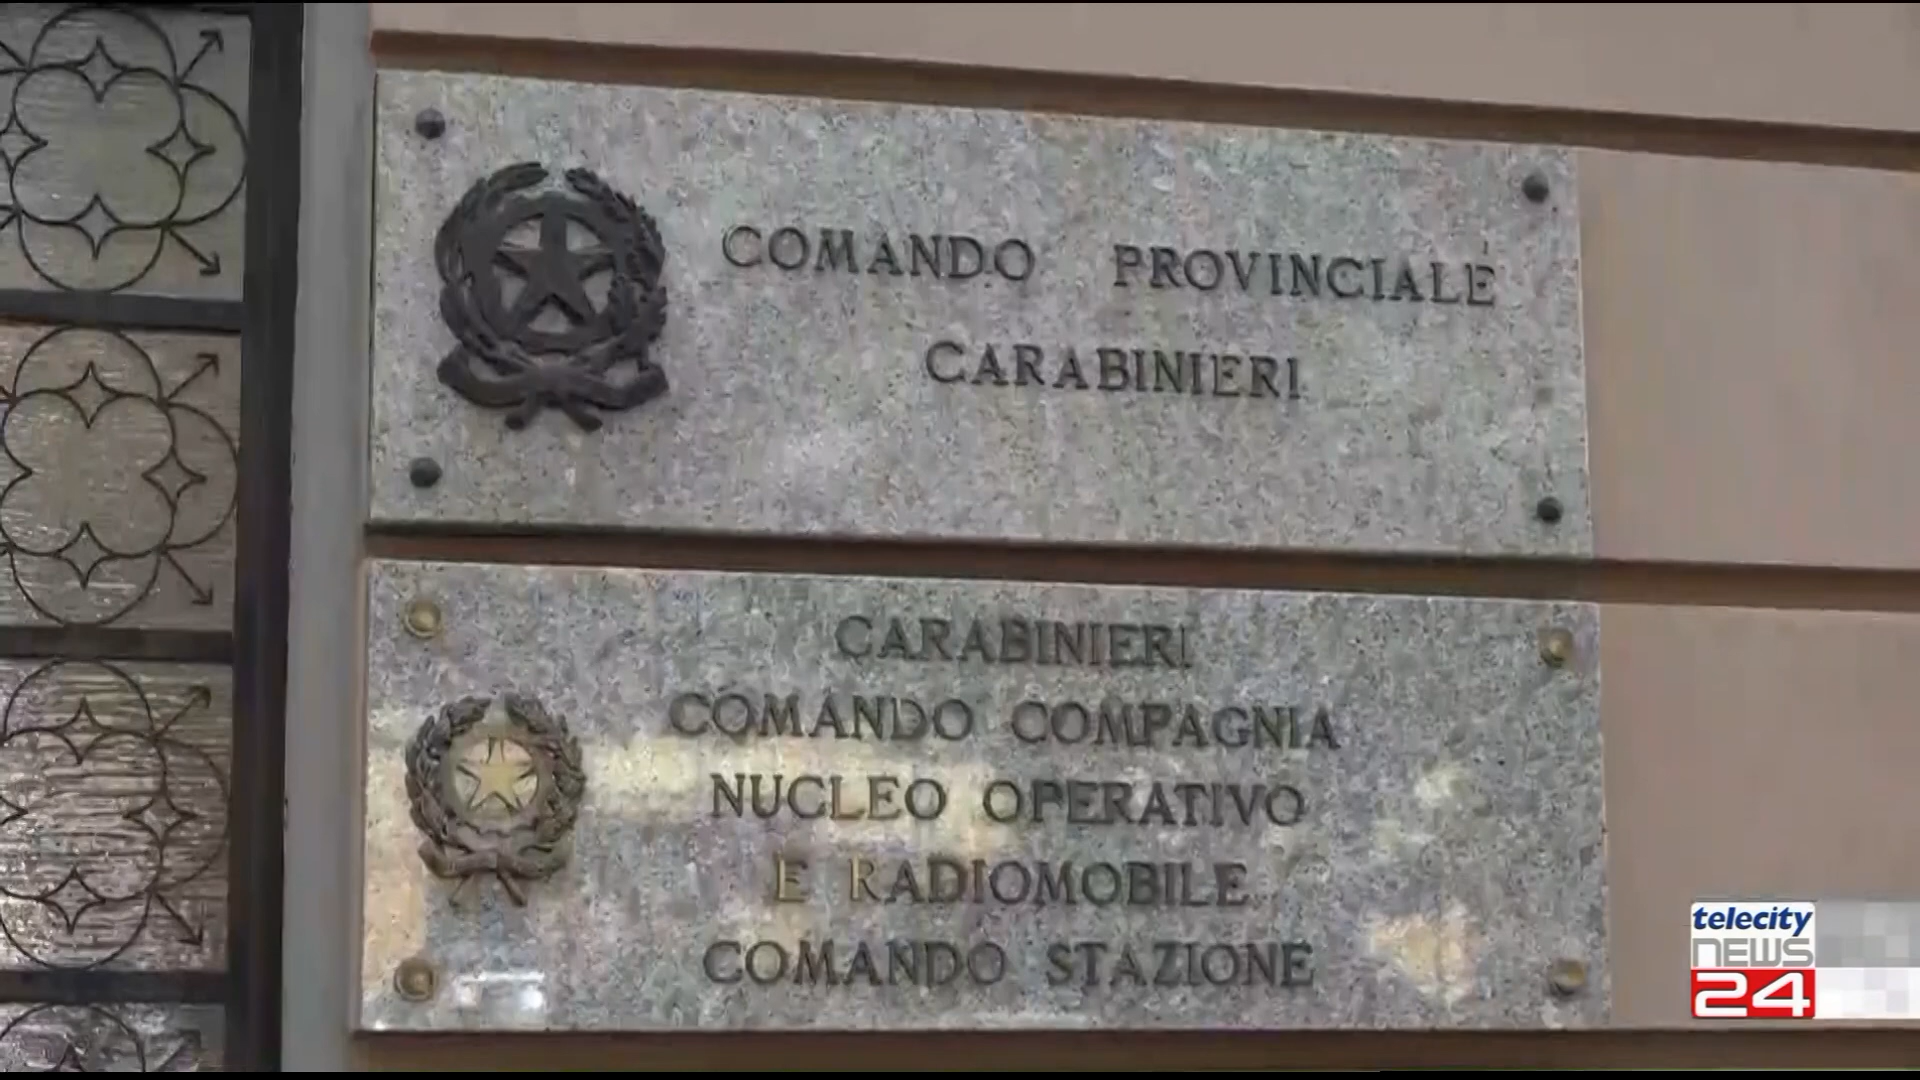 COMANDO PROVINCIALE
CARABINIERI
CARABINIERI
COMANDO COMPAGNIA
NUCLEO OPERATIVO
E RADIOMOBILE
COMANDO STAZIONE
telecity
NEWS
24